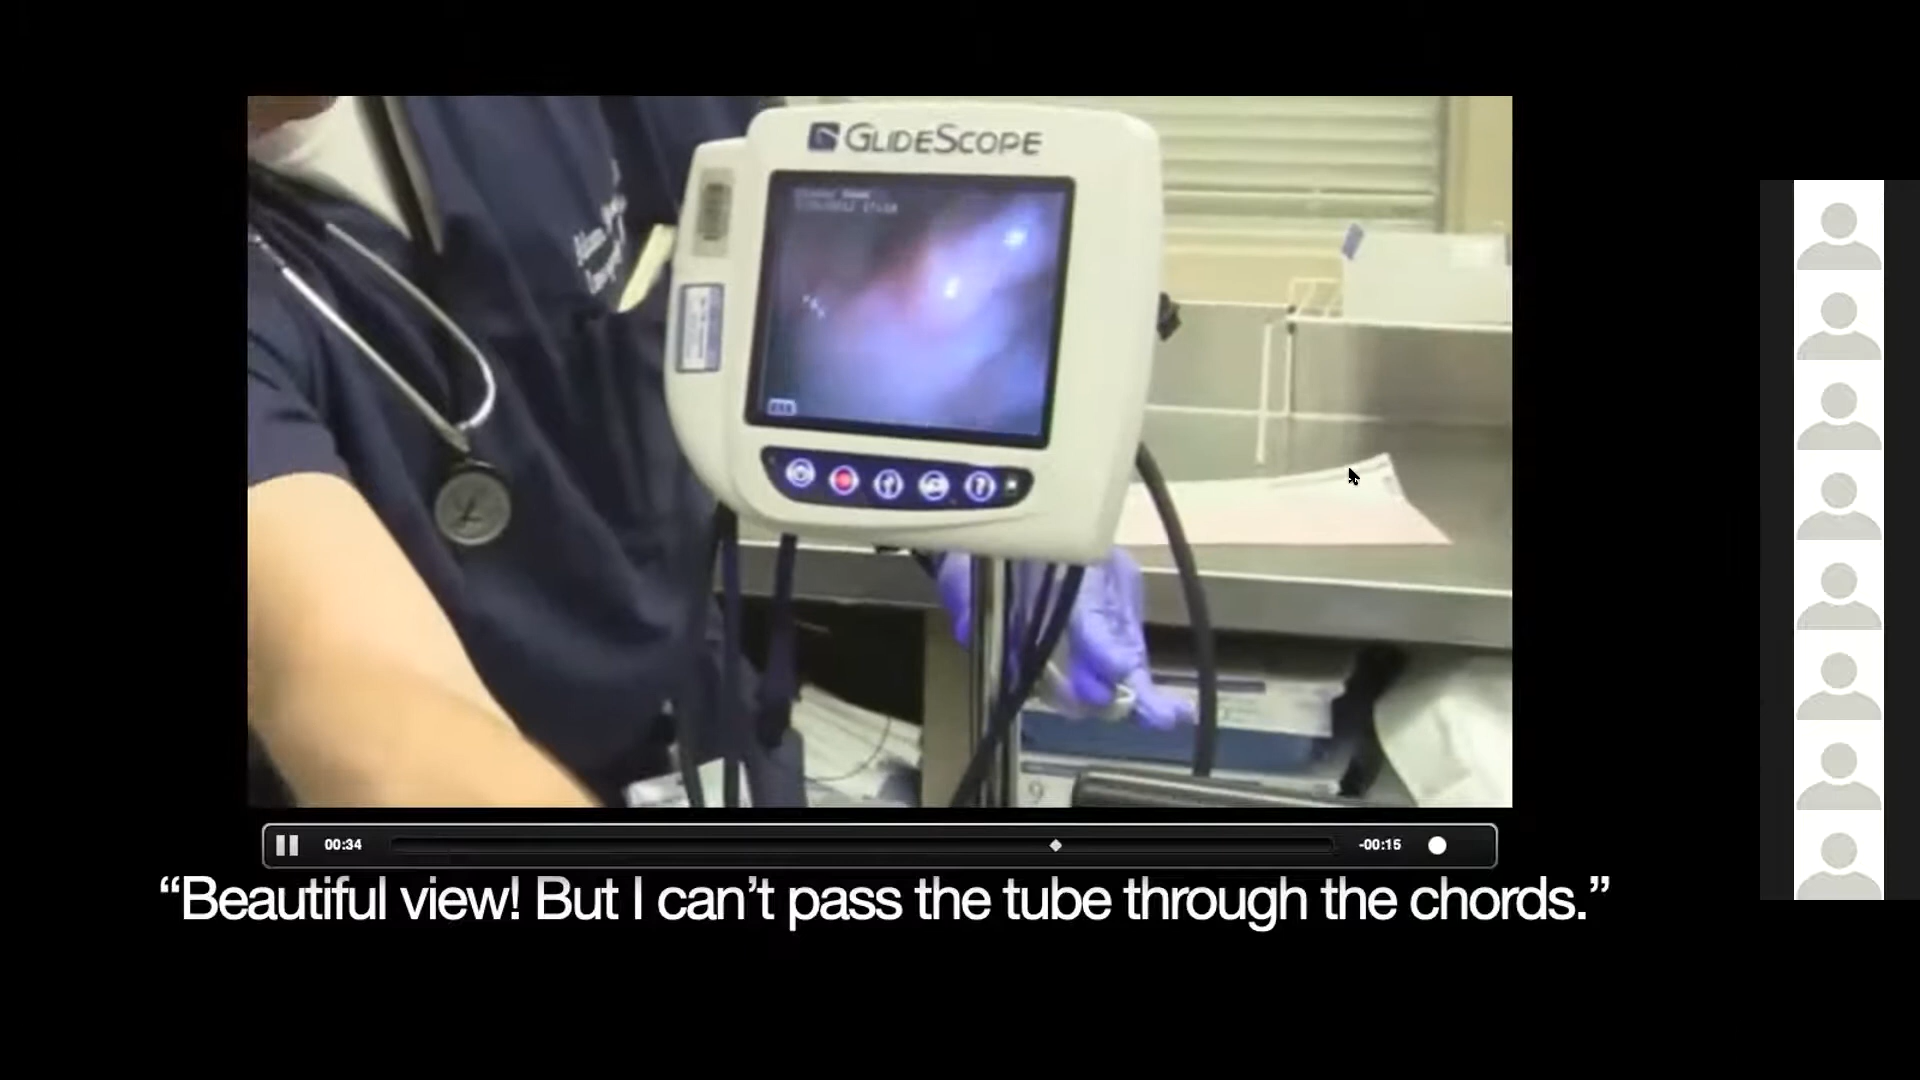 GLIDESCOPE
00:34
-00:15
“Beautiful view! But I can’t pass the tube through the chords.”